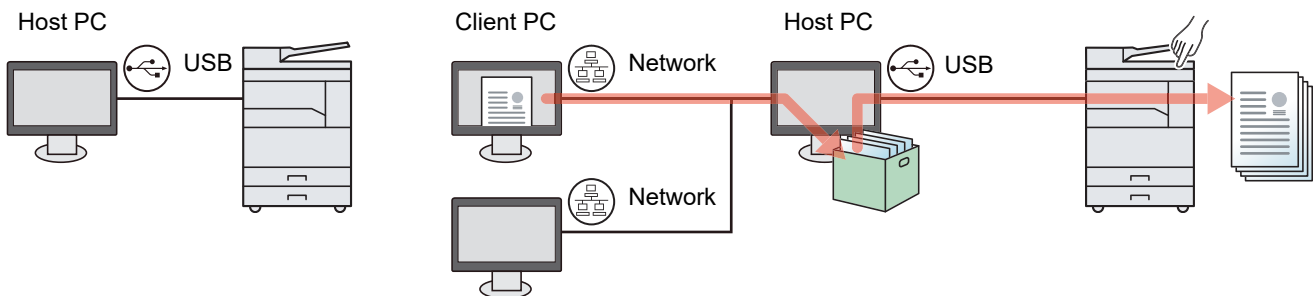 Host PC
USB
Client PC
Network
Host PC
USB
Network